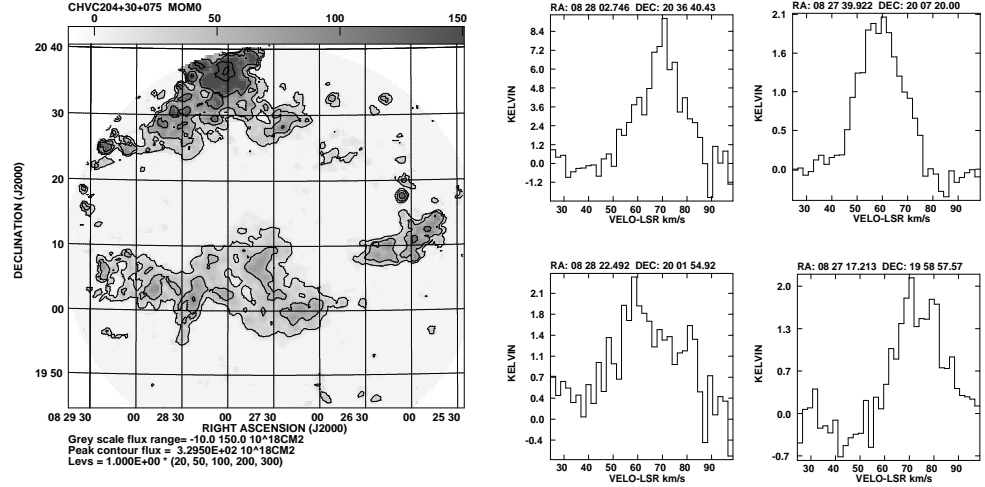 CHVC204+30+075 MOM0
0 50 100 150
20 40
30
20
10
00
19 50
DECLINATION (J2000)
08 29 30 00 28 30 00 27 30 00 26 30 00 25 30
RIGHT ASCENSION (J2000)
Grey scale flux range= -10.0 150.0 10^18CM2
Peak contour flux = 3.2950E+02 10^18CM2
Levs = 1.000E+00 * (20, 50, 100, 200, 300)
RA: 08 28 02.746 DEC: 20 36 40.43
8.4
7.2
6.0
4.8
3.6
2.4
1.2
0.0
-1.2
KELVIN
30 40 50 60 70 80 90
VELO-LSR km/s
RA: 08 27 39.922 DEC: 20 07 20.00
2.1
1.6
1.0
0.5
0.0
KELVIN
30 40 50 60 70 80 90
VELO-LSR km/s
RA: 08 28 22.492 DEC: 20 01 54.92
2.1
1.8
1.4
1.1
0.7
0.4
0.0
-0.4
KELVIN
30 40 50 60 70 80 90
VELO-LSR km/s
RA: 08 27 17.213 DEC: 19 58 57.57
2.0
1.3
0.7
0.0
-0.7
KELVIN
30 40 50 60 70 80 90
VELO-LSR km/s